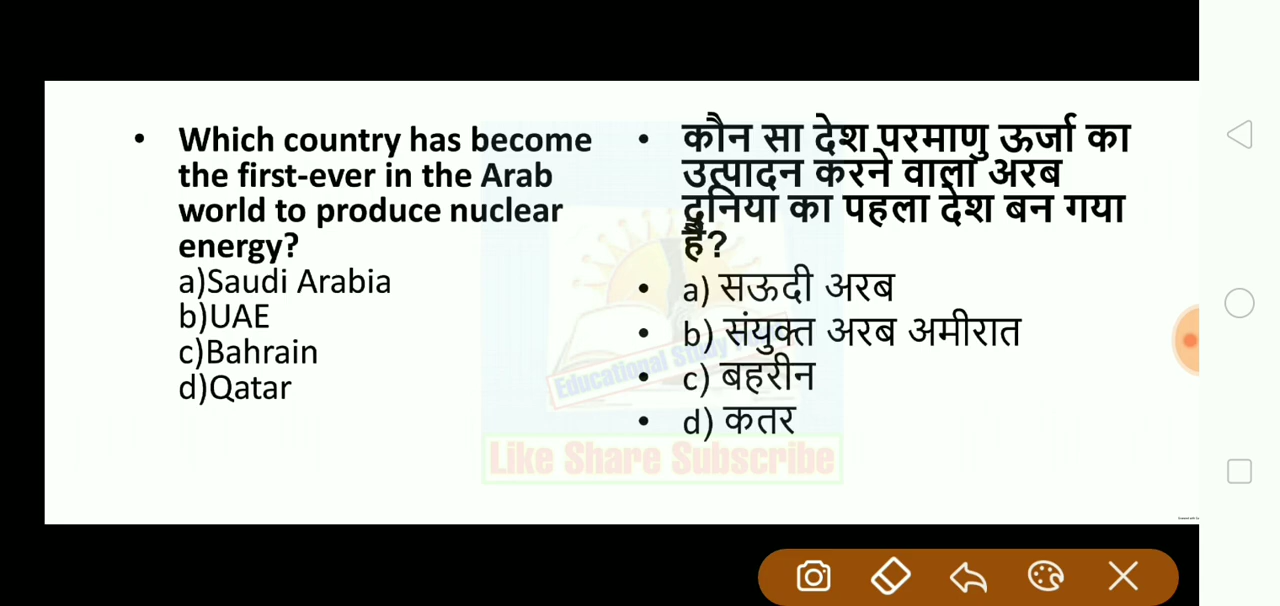 • Which country has become
the first-ever in the Arab
world to produce nuclear
energy?
a)Saudi Arabia
b)UAE
c)Bahrain
d)Qatar
• कौन सा देश परमाणु ऊर्जा का
उत्पादन करने वाला अरब
दुनिया का पहला देश बन गया
है?
• a) सऊदी अरब
• b) संयुक्त अरब अमीरात
• c) बहरीन
• d) कतर
Educational Study
Like Share Subscribe